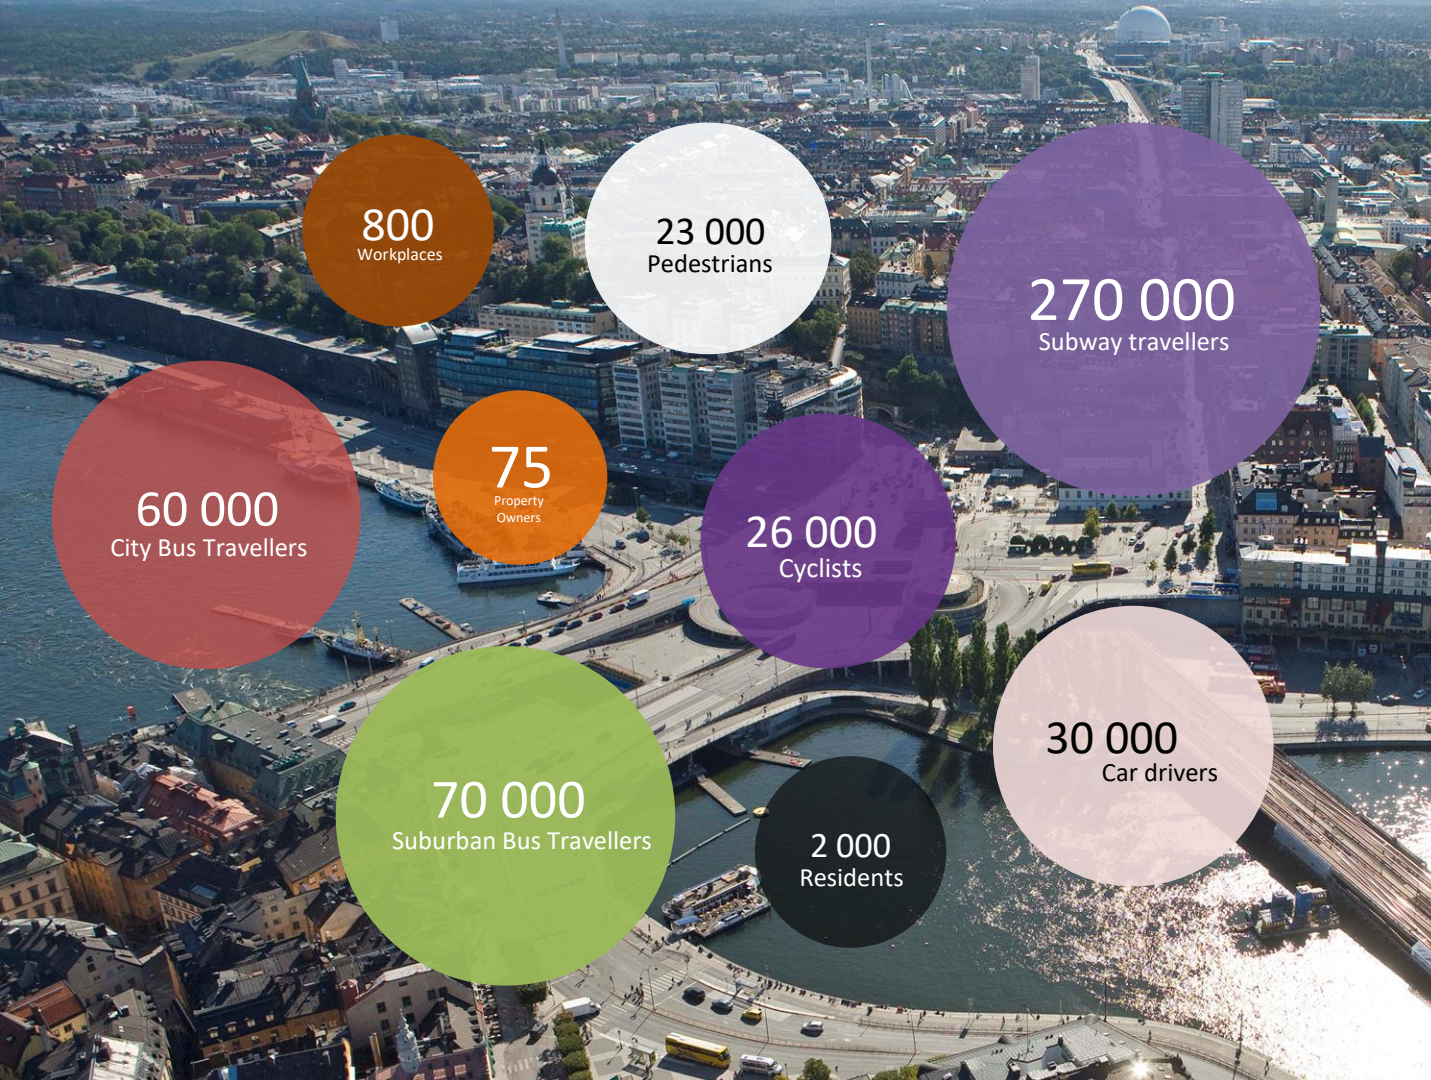 800
Workplaces
23 000
Pedestrians
270 000
Subway travellers
60 000
City Bus Travellers
75
Property
Owners
26 000
Cyclists
30 000
Car drivers
70 000
Suburban Bus Travellers
2 000
Residents